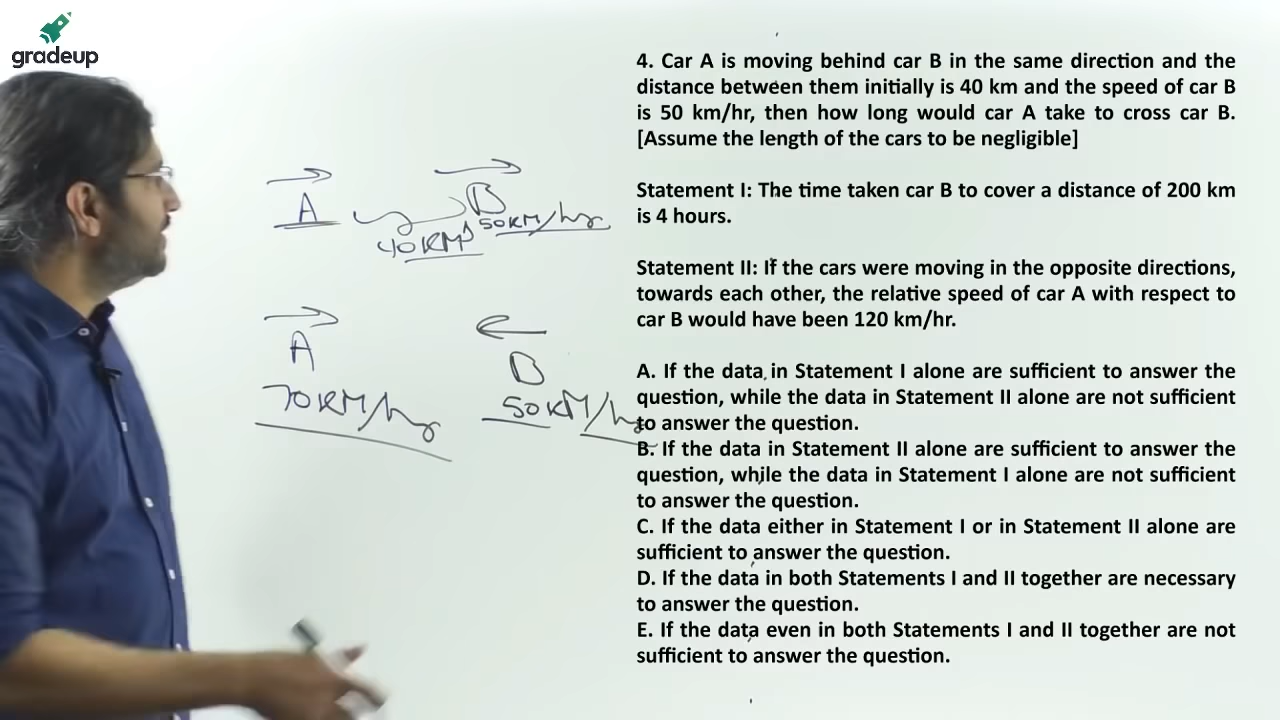 gradeup
4. Car A is moving behind car B in the same direction and the
distance between them initially is 40 km and the speed of car B
is 50 km/hr, then how long would car A take to cross car B.
[Assume the length of the cars to be negligible]
Statement I: The time taken car B to cover a distance of 200 km
is 4 hours.
Statement II: If the cars were moving in the opposite directions,
towards each other, the relative speed of car A with respect to
car B would have been 120 km/hr.
A. If the data in Statement I alone are sufficient to answer the
question, while the data in Statement II alone are not sufficient
to answer the question.
B. If the data in Statement II alone are sufficient to answer the
question, while the data in Statement I alone are not sufficient
to answer the question.
C. If the data either in Statement I or in Statement II alone are
sufficient to answer the question.
D. If the data in both Statements I and II together are necessary
to answer the question.
E. If the data even in both Statements I and II together are not
sufficient to answer the question.
A
B
40KM
50KM/hr
A
B
70KM/hr
50KM/hr